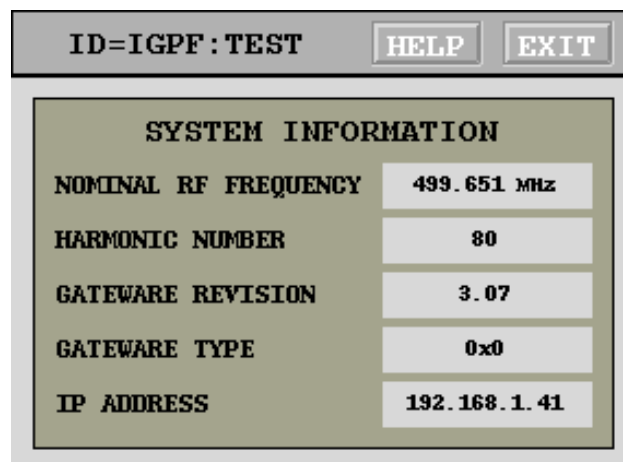 ID=IGPF:TEST HELP EXIT
SYSTEM INFORMATION
NOMINAL RF FREQUENCY 499.651 MHz
HARMONIC NUMBER 80
GATEWARE REVISION 3.07
GATEWARE TYPE 0x0
IP ADDRESS 192.168.1.41